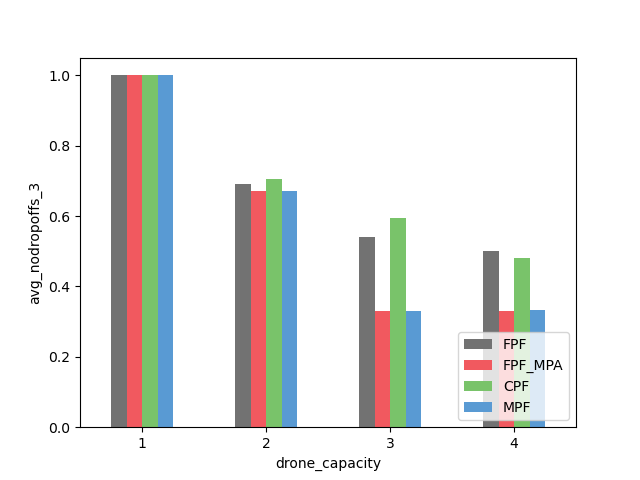 1.0
0.8
0.6
0.4
0.2
0.0
avg_nodropoffs_3
1 2 3 4
drone_capacity
FPF
FPF_MPA
CPF
MPF